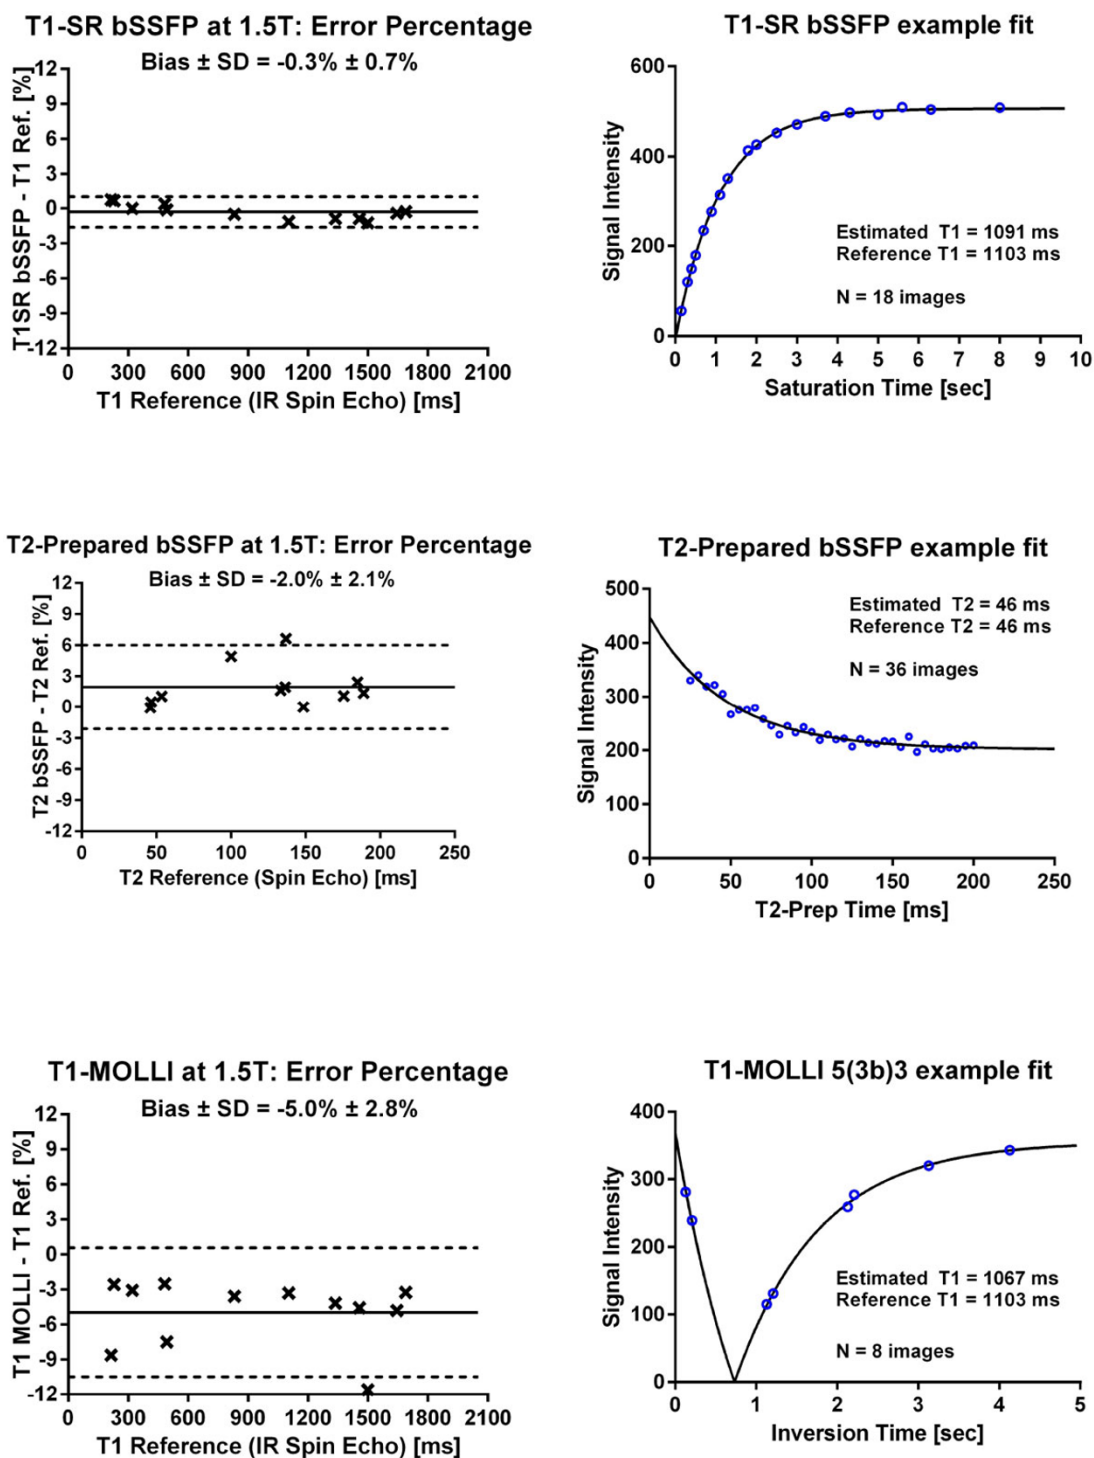 T1-SR bSSFP at 1.5T: Error Percentage
Bias ± SD = -0.3% ± 0.7%
T1SR bSSFP - T1 Ref. [%]
12
9
6
3
0
-3
-6
-9
-12
0 300 600 900 1200 1500 1800 2100
T1 Reference (IR Spin Echo) [ms]
T1-SR bSSFP example fit
Signal Intensity
600
400
200
0
Estimated T1 = 1091 ms
Reference T1 = 1103 ms
N = 18 images
0 1 2 3 4 5 6 7 8 9 10
Saturation Time [sec]
T2-Prepared bSSFP at 1.5T: Error Percentage
Bias ± SD = -2.0% ± 2.1%
T2 bSSFP - T2 Ref. [%]
12
9
6
3
0
-3
-6
-9
-12
0 50 100 150 200 250
T2 Reference (Spin Echo) [ms]
T2-Prepared bSSFP example fit
Signal Intensity
500
400
300
200
100
0
Estimated T2 = 46 ms
Reference T2 = 46 ms
N = 36 images
0 50 100 150 200 250
T2-Prep Time [ms]
T1-MOLLI at 1.5T: Error Percentage
Bias ± SD = -5.0% ± 2.8%
T1 MOLLI - T1 Ref. [%]
12
9
6
3
0
-3
-6
-9
-12
0 300 600 900 1200 1500 1800 2100
T1 Reference (IR Spin Echo) [ms]
T1-MOLLI 5(3b)3 example fit
Signal Intensity
400
300
200
100
0
Estimated T1 = 1067 ms
Reference T1 = 1103 ms
N = 8 images
0 1 2 3 4 5
Inversion Time [sec]